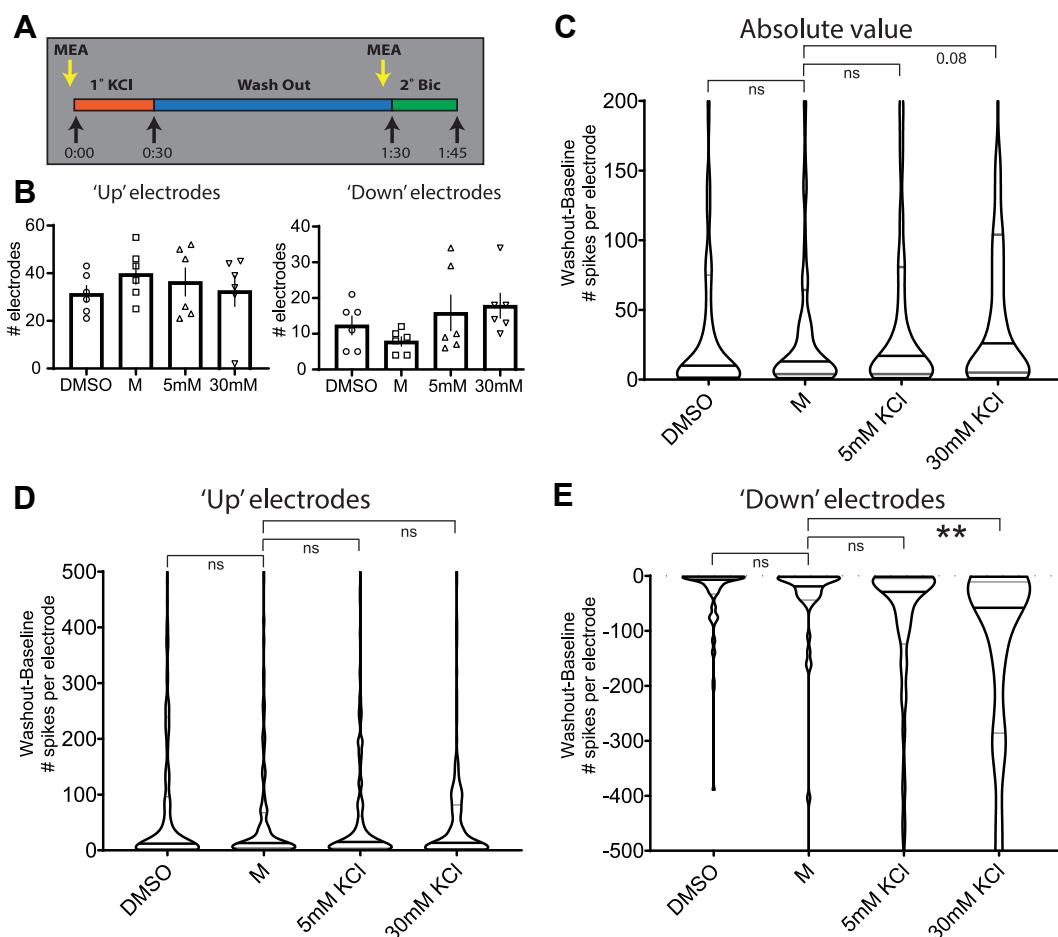 A
MEA
MEA
1˚ KCl
Wash Out
2˚ Bic
0:00
0:30
1:30
1:45
B
'Up' electrodes
# electrodes
60
40
20
0
DMSO
M
5mM
30mM
'Down' electrodes
40
30
20
10
0
DMSO
M
5mM
30mM
C
Absolute value
0.08
ns
ns
Washout-Baseline
# spikes per electrode
200
150
100
50
0
DMSO
M
5mM KCl
30mM KCl
D
'Up' electrodes
ns
ns
ns
Washout-Baseline
# spikes per electrode
500
400
300
200
100
0
DMSO
M
5mM KCl
30mM KCl
E
'Down' electrodes
**
ns
ns
Washout-Baseline
# spikes per electrode
0
-100
-200
-300
-400
-500
DMSO
M
5mM KCl
30mM KCl